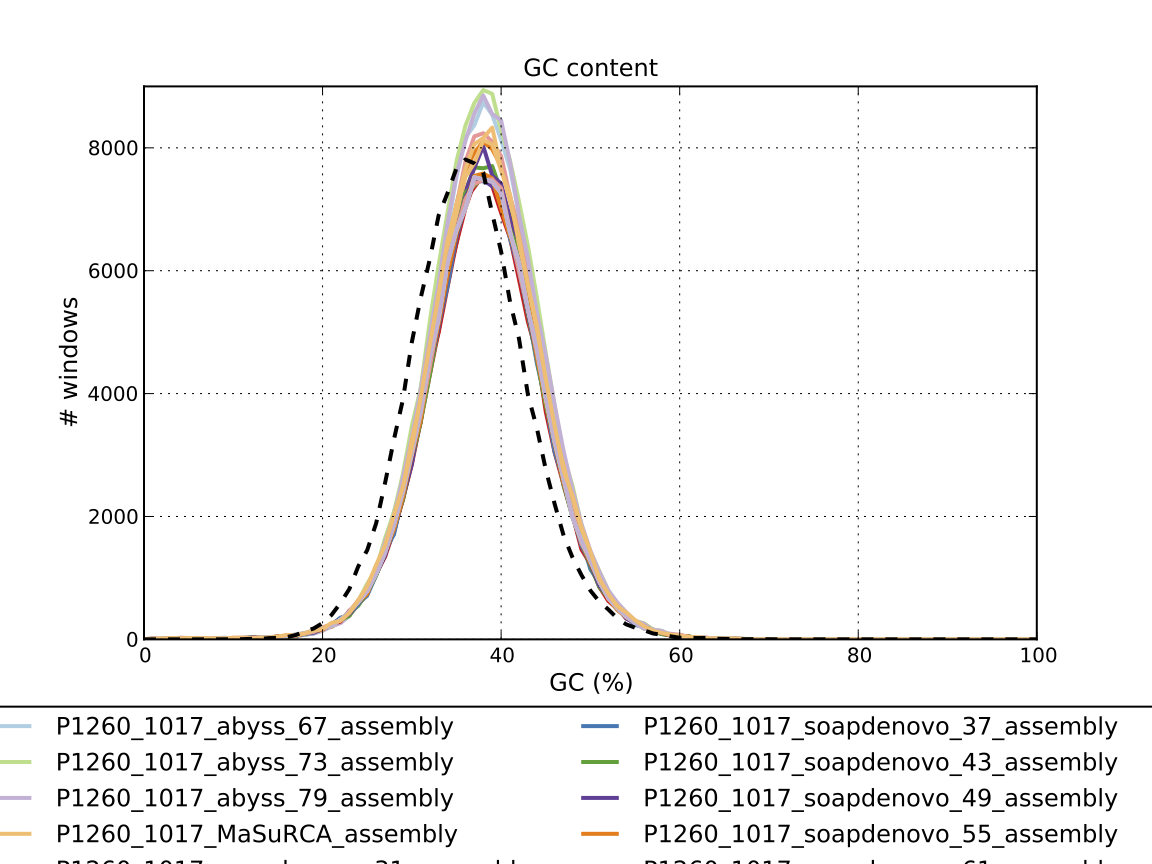 GC content
8000
6000
4000
2000
0
# windows
0 20 40 60 80 100
GC (%)
P1260_1017_abyss_67_assembly P1260_1017_soapdenovo_37_assembly
P1260_1017_abyss_73_assembly P1260_1017_soapdenovo_43_assembly
P1260_1017_abyss_79_assembly P1260_1017_soapdenovo_49_assembly
P1260_1017_MaSuRCA_assembly P1260_1017_soapdenovo_55_assembly